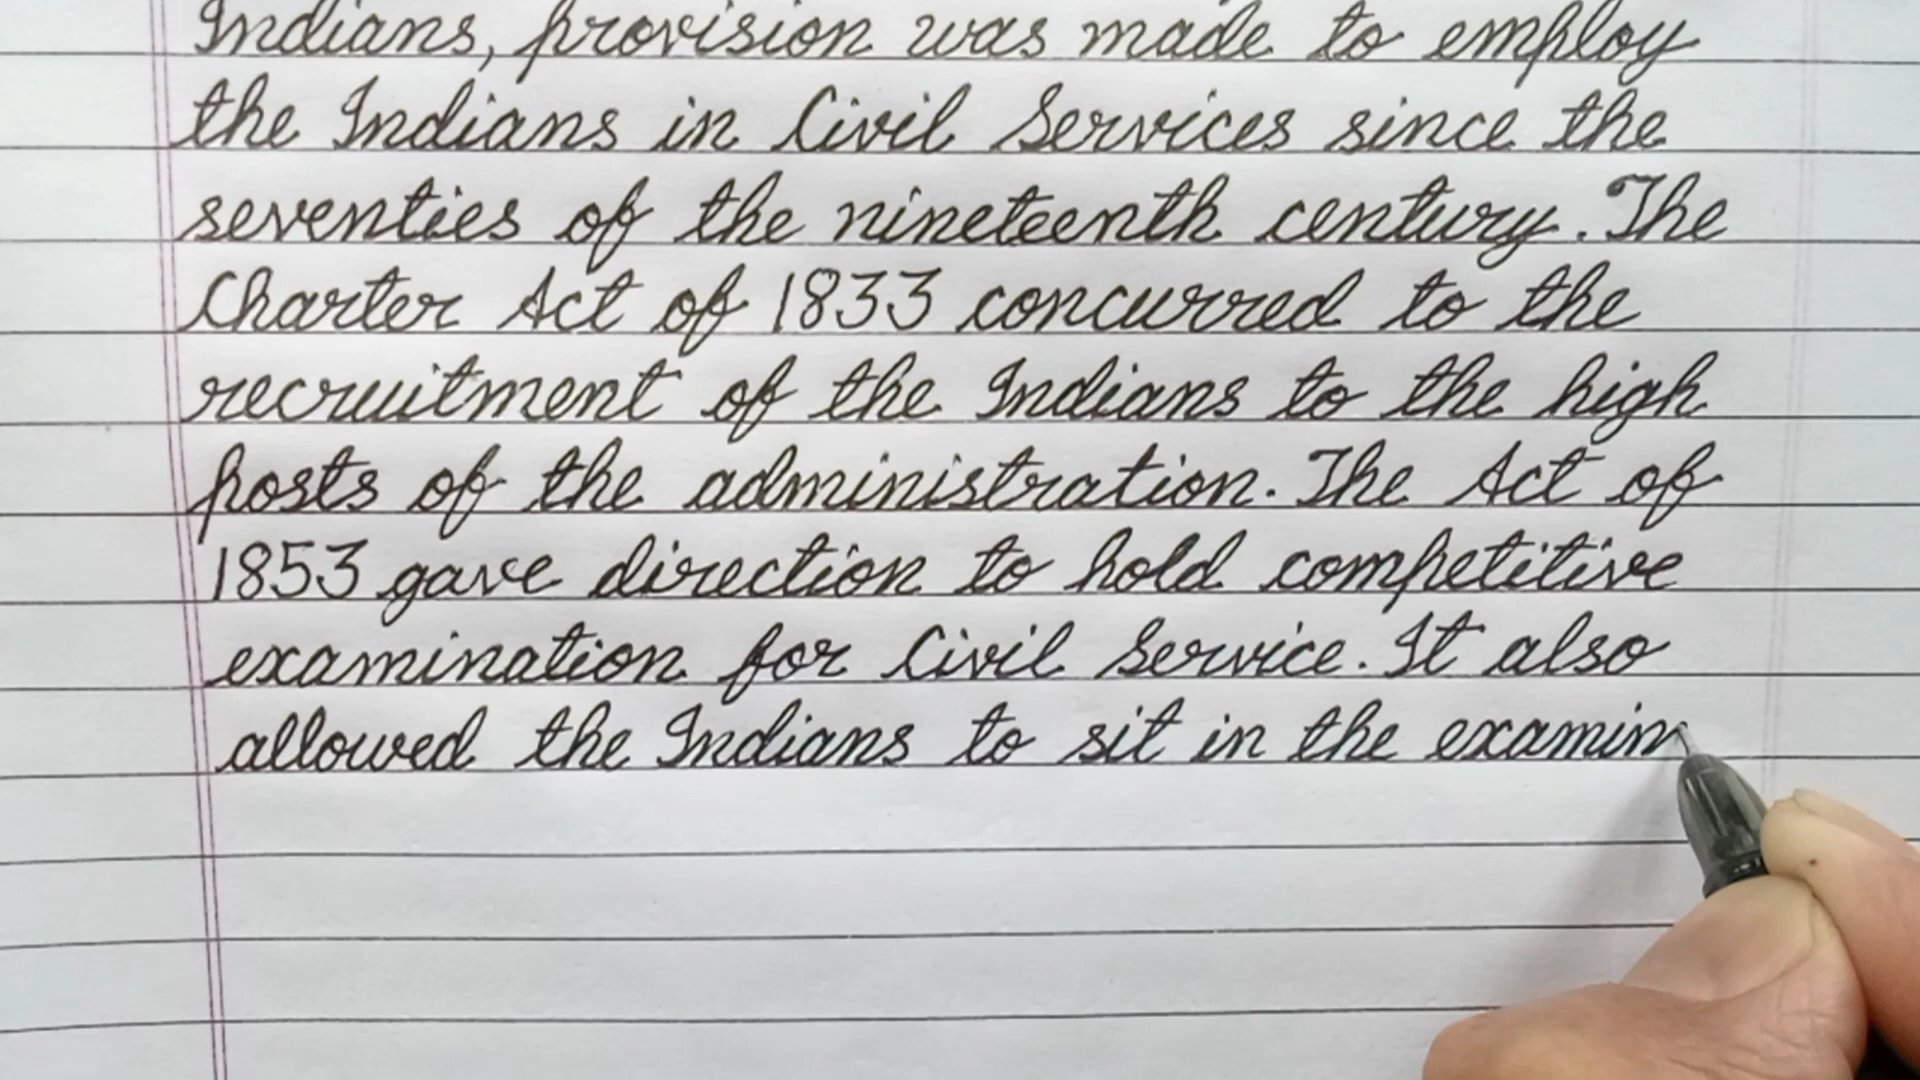 Indians, provision was made to employ
the Indians in Civil Services since the
seventies of the nineteenth century. The
Charter Act of 1833 concurred to the
recruitment of the Indians to the high
posts of the administration. The Act of
1853 gave direction to hold competitive
examination for Civil Service. It also
allowed the Indians to sit in the examin